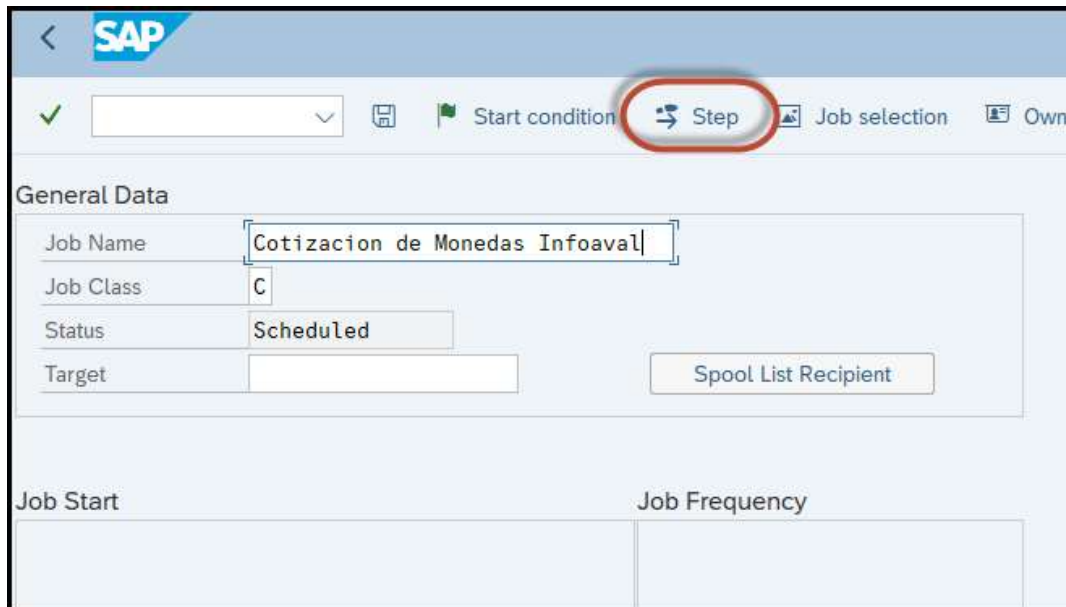 SAP
Start condition Step Job selection Own
General Data
Job Name Cotizacion de Monedas Infoaval
Job Class C
Status Scheduled
Target Spool List Recipient
Job Start Job Frequency